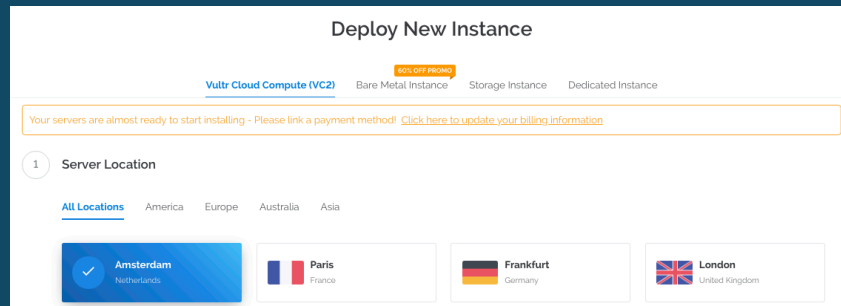 Deploy New Instance
60% OFF PROMO
Vultr Cloud Compute (VC2) Bare Metal Instance Storage Instance Dedicated Instance
Your servers are almost ready to start installing - Please link a payment method! Click here to update your billing information
1 Server Location
All Locations America Europe Australia Asia
Amsterdam Paris Frankfurt London
Netherlands France Germany United Kingdom